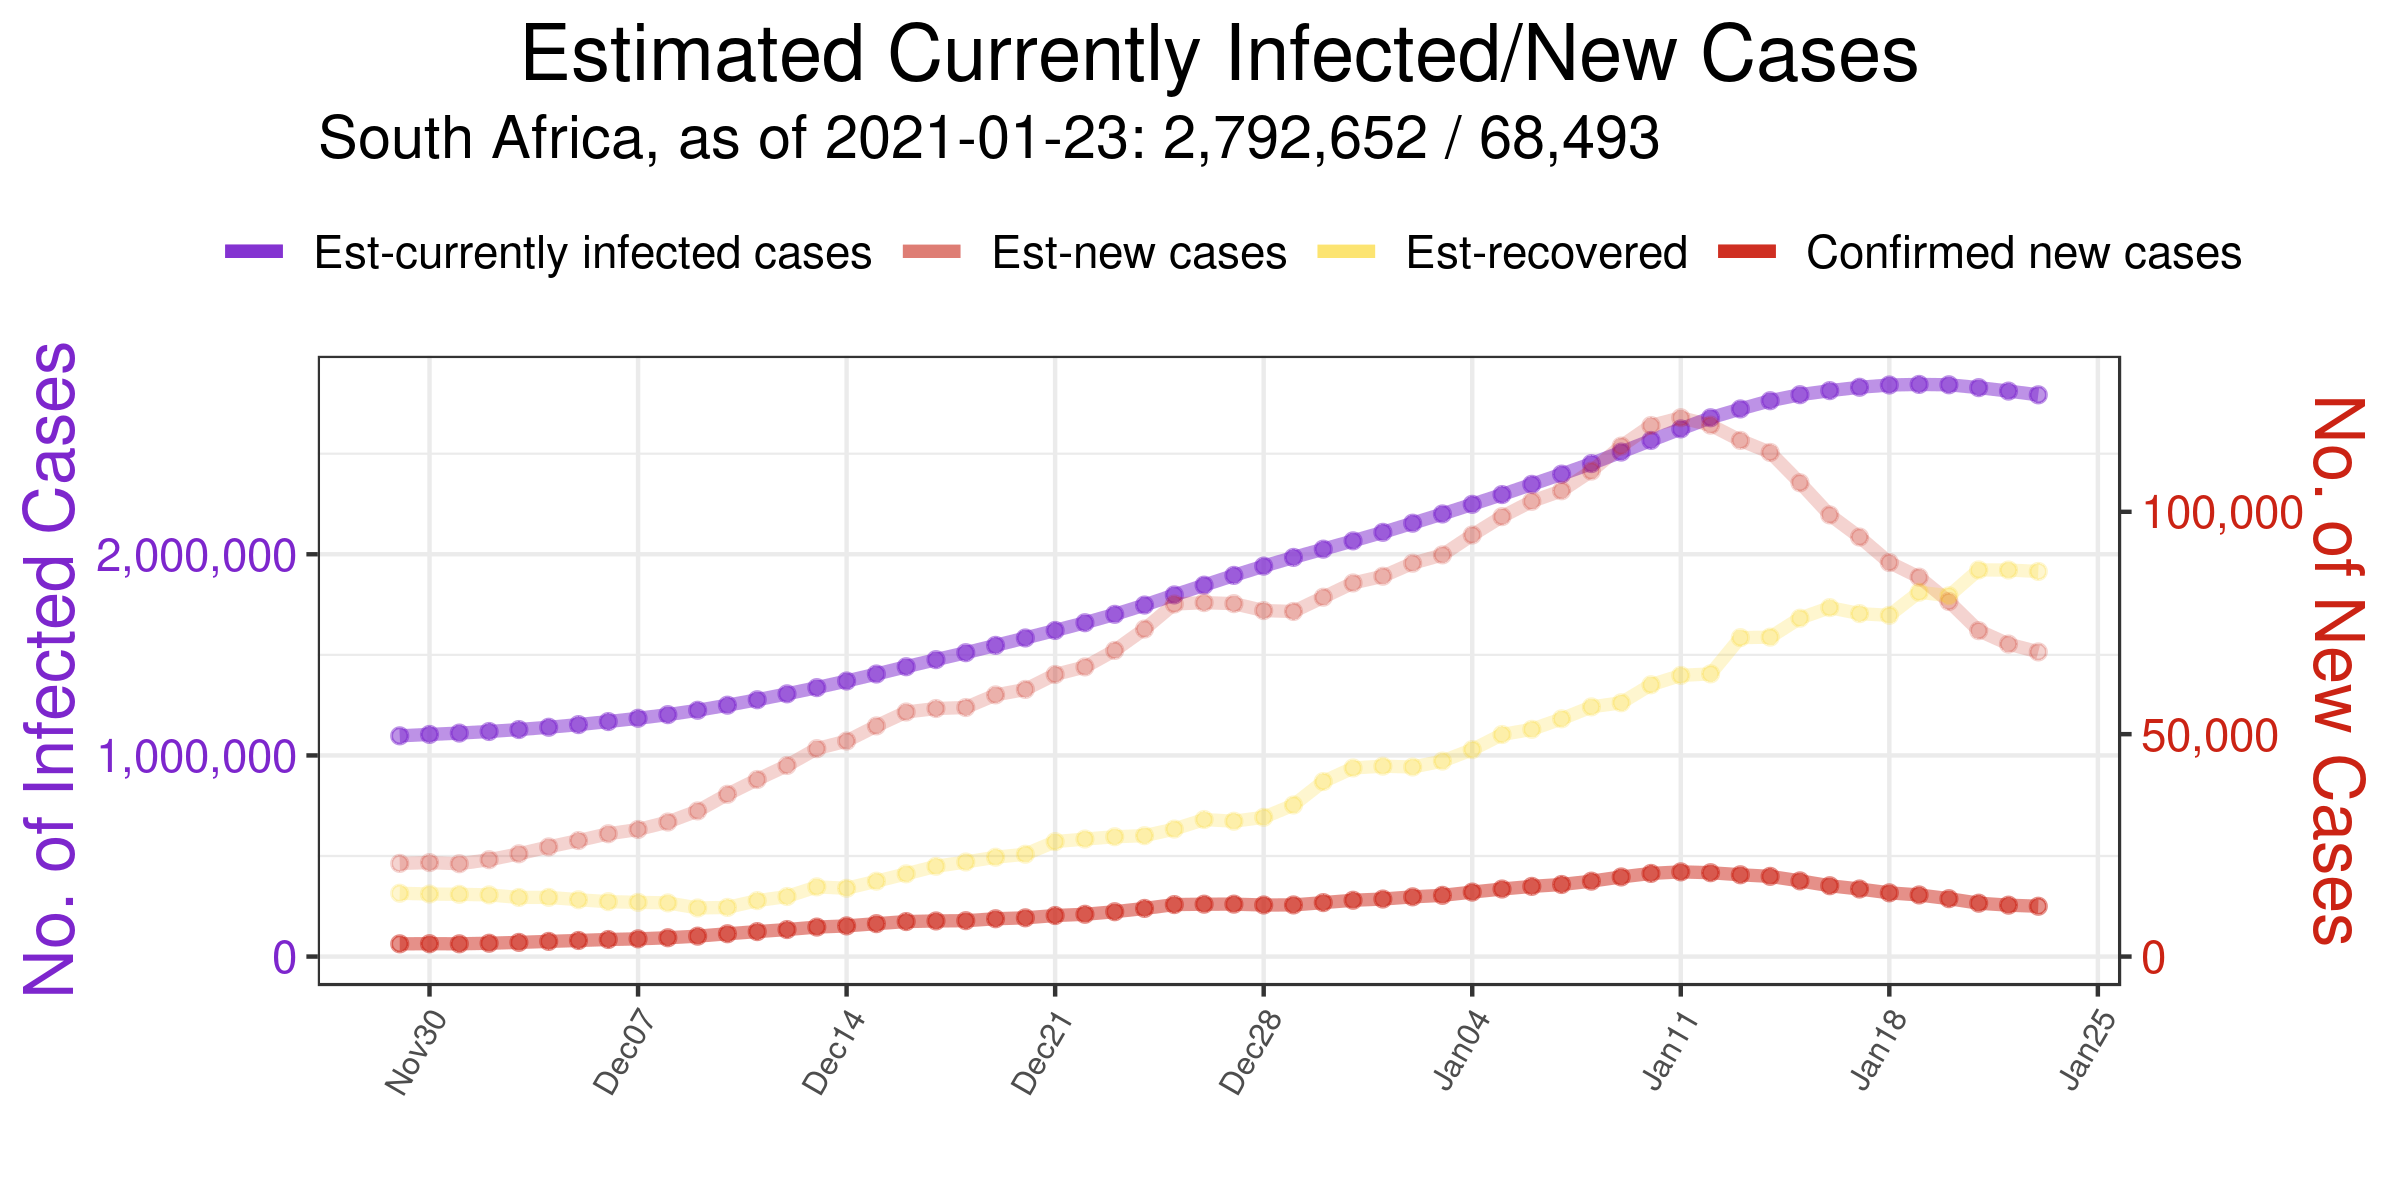 Estimated Currently Infected/New Cases
South Africa, as of 2021-01-23: 2,792,652 / 68,493
Est-currently infected cases Est-new cases Est-recovered Confirmed new cases
No. of Infected Cases
2,000,000
1,000,000
0
100,000
50,000
0
No. of New Cases
Nov30 Dec07 Dec14 Dec21 Dec28 Jan04 Jan11 Jan18 Jan25